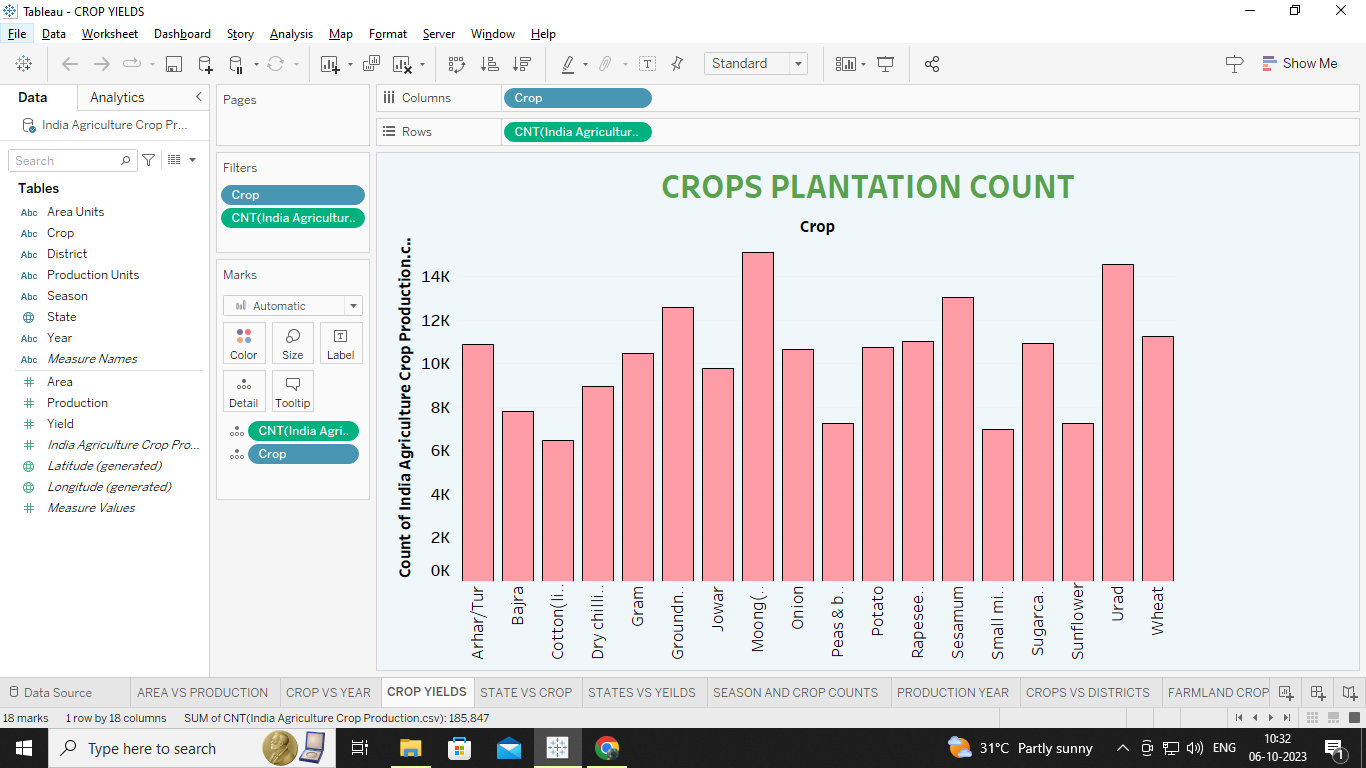 Tableau - CROP YIELDS
File Data Worksheet Dashboard Story Analysis Map Format Server Window Help
Standard
Show Me
Data Analytics
India Agriculture Crop Pr...
Search
Tables
Abc Area Units
Abc Crop
Abc District
Abc Production Units
Abc Season
State
Abc Year
Abc Measure Names
Area
Production
Yield
India Agriculture Crop Pro...
Latitude (generated)
Longitude (generated)
Measure Values
Pages
Filters
Crop
CNT(India Agricultur..
Marks
Automatic
Color Size Label
Detail Tooltip
CNT(India Agri..
Crop
Columns Crop
Rows CNT(India Agricultur..
CROPS PLANTATION COUNT
Crop
Count of India Agriculture Crop Production.c..
14K
12K
10K
8K
6K
4K
2K
0K
Arhar/Tur
Bajra
Cotton(li..
Dry chilli..
Gram
Groundn..
Jowar
Moong(..
Onion
Peas & b..
Potato
Rapesee..
Sesamum
Small mi..
Sugarca..
Sunflower
Urad
Wheat
Data Source AREA VS PRODUCTION CROP VS YEAR CROP YIELDS STATE VS CROP STATES VS YEILDS SEASON AND CROP COUNTS PRODUCTION YEAR CROPS VS DISTRICTS FARMLAND CROP
18 marks 1 row by 18 columns SUM of CNT(India Agriculture Crop Production.csv): 185,847
Type here to search
31°C Partly sunny
ENG
10:32
06-10-2023
1